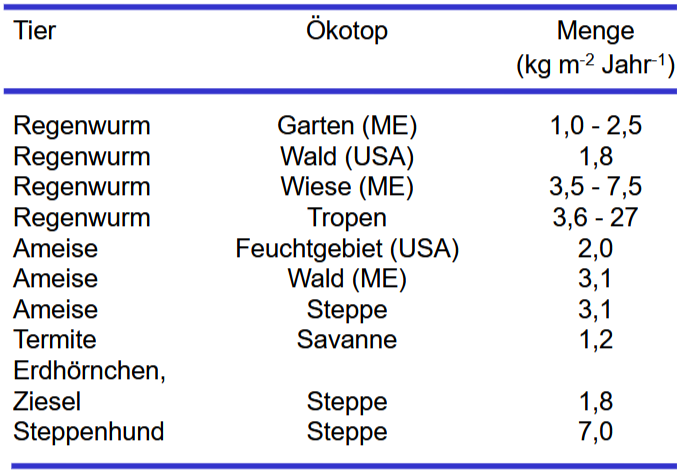 Tier Ökotop Menge
(kg m-2 Jahr-1)
Regenwurm Garten (ME) 1,0 - 2,5
Regenwurm Wald (USA) 1,8
Regenwurm Wiese (ME) 3,5 - 7,5
Regenwurm Tropen 3,6 - 27
Ameise Feuchtgebiet (USA) 2,0
Ameise Wald (ME) 3,1
Ameise Steppe 3,1
Termite Savanne 1,2
Erdhörnchen,
Ziesel Steppe 1,8
Steppenhund Steppe 7,0